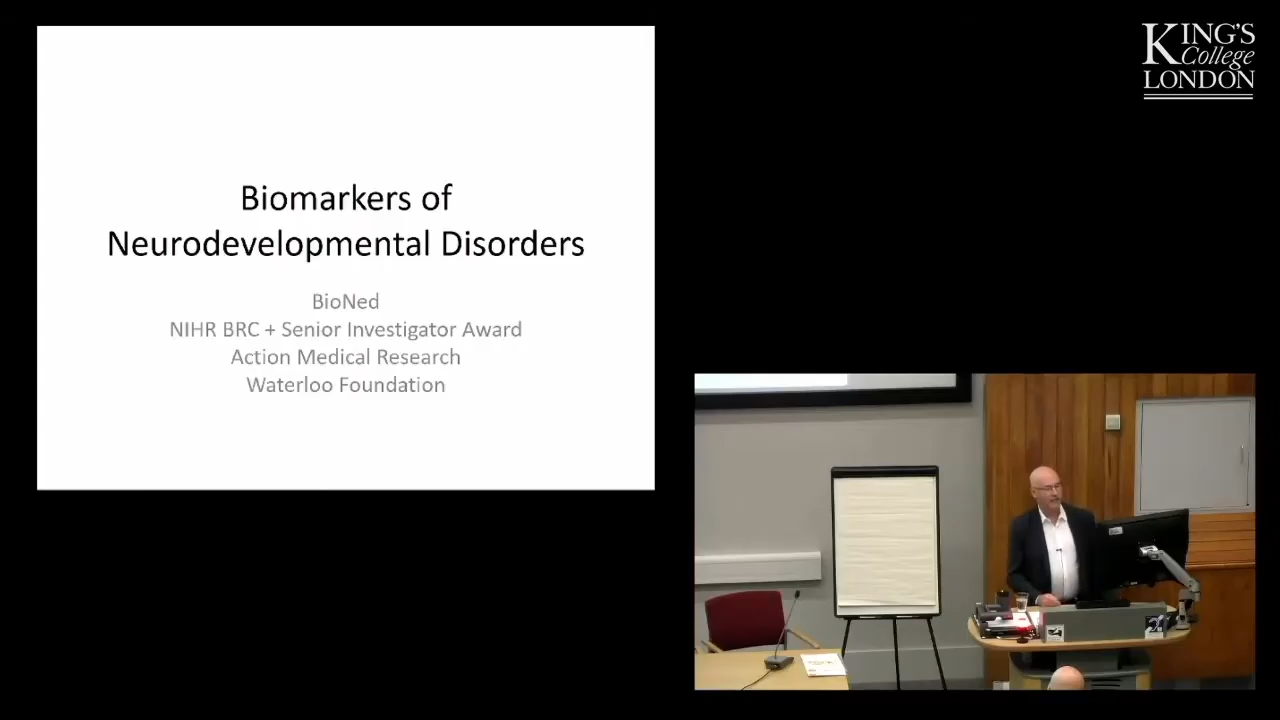 Biomarkers of
Neurodevelopmental Disorders
BioNed
NIHR BRC + Senior Investigator Award
Action Medical Research
Waterloo Foundation
KING'S
College
LONDON